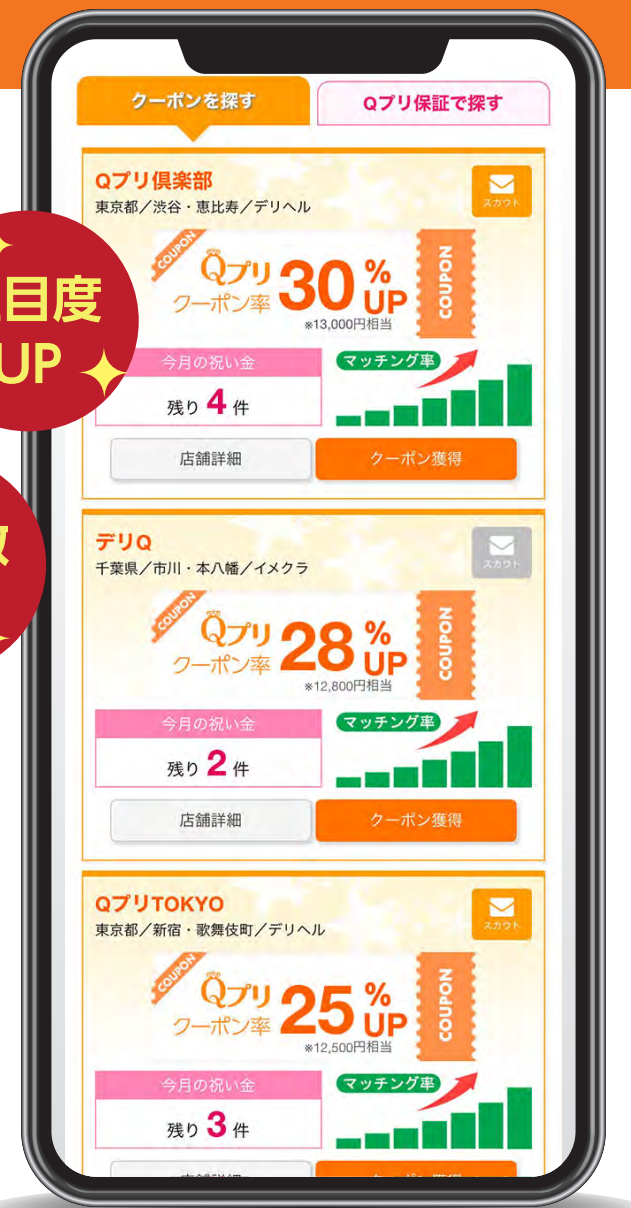 クーポンを探す
Qプリ保証で探す
Qプリ倶楽部
東京都／渋谷・恵比寿／デリヘル
スカウト
COUPON
Qプリ
クーポン率
30%UP
※13,000円相当
COUPON
目度
UP
今月の祝い金
残り4件
マッチング率
店舗詳細
クーポン獲得
デリQ
千葉県／市川・本八幡／イメクラ
スカウト
COUPON
Qプリ
クーポン率
28%UP
※12,800円相当
COUPON
今月の祝い金
残り2件
マッチング率
店舗詳細
クーポン獲得
QプリTOKYO
東京都／新宿・歌舞伎町／デリヘル
スカウト
COUPON
Qプリ
クーポン率
25%UP
※12,500円相当
COUPON
今月の祝い金
残り3件
マッチング率